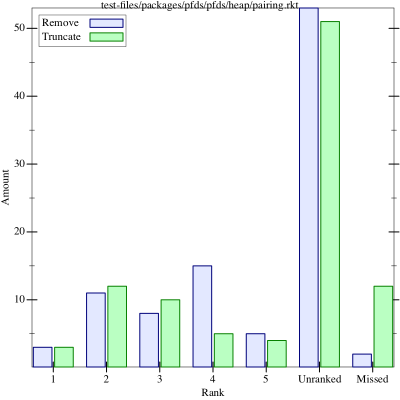 test-files/packages/pfds/pfds/heap/pairing.rkt
Remove
Truncate
50
40
30
20
10
Amount
1 2 3 4 5 Unranked Missed
Rank